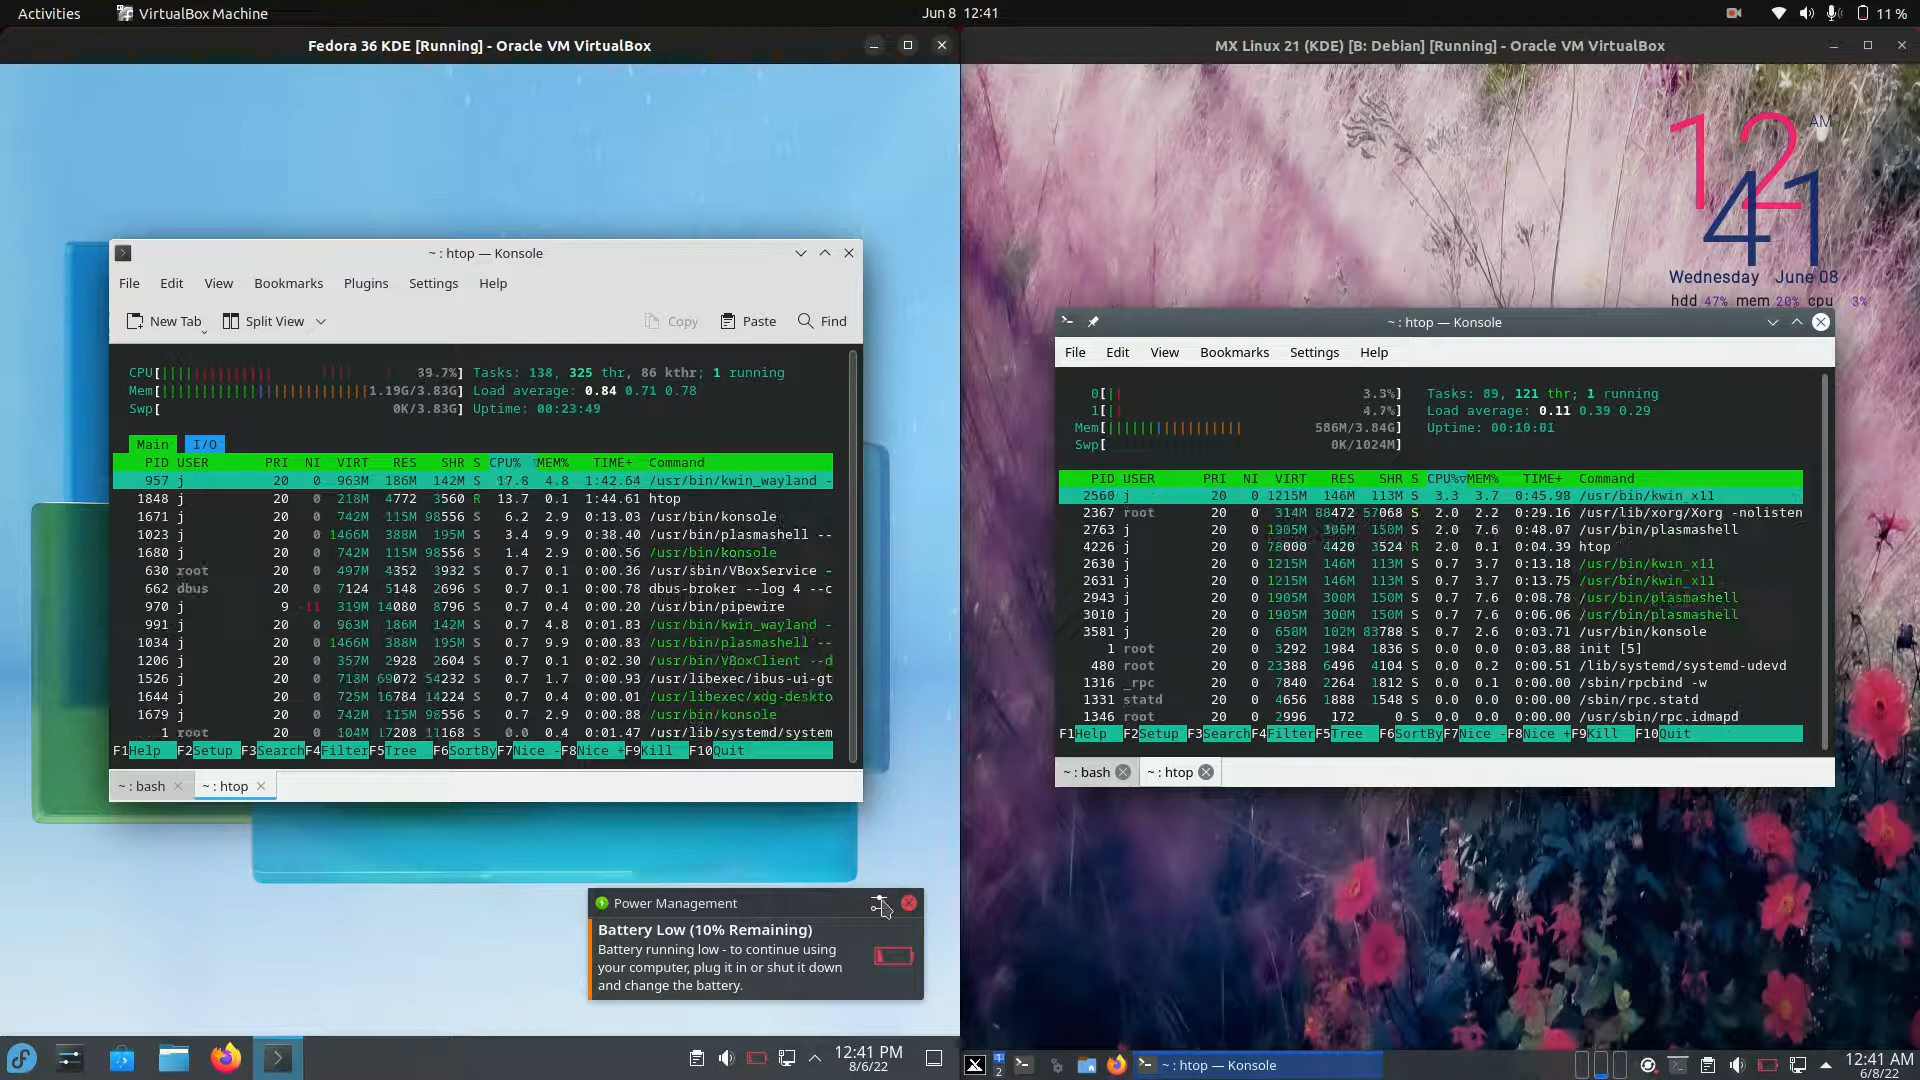 Activities
VirtualBox Machine
Jun 8 12:41
11 %
Fedora 36 KDE [Running] - Oracle VM VirtualBox
~ : htop — Konsole
File Edit View Bookmarks Plugins Settings Help
New Tab Split View Copy Paste Find
CPU[ 39.7%] Tasks: 138, 325 thr, 86 kthr; 1 running
Mem[ 1.19G/3.83G] Load average: 0.84 0.71 0.78
Swp[ 0K/3.83G] Uptime: 00:23:49
Main I/O
PID USER PRI NI VIRT RES SHR S CPU% MEM% TIME+ Command
957 j 20 0 963M 186M 142M S 17.8 4.8 1:42.64 /usr/bin/kwin_wayland -
1848 j 20 0 218M 4772 3560 R 13.7 0.1 1:44.61 htop
1671 j 20 0 742M 115M 98556 S 6.2 2.9 0:13.03 /usr/bin/konsole
1023 j 20 0 1466M 388M 195M S 3.4 9.9 0:38.40 /usr/bin/plasmashell --
1680 j 20 0 742M 115M 98556 S 1.4 2.9 0:00.56 /usr/bin/konsole
630 root 20 0 497M 4352 3932 S 0.7 0.1 0:00.36 /usr/sbin/VBoxService -
662 dbus 20 0 7124 5148 2696 S 0.7 0.1 0:00.78 dbus-broker --log 4 --c
970 j 9 -11 319M 14080 8796 S 0.7 0.4 0:00.20 /usr/bin/pipewire
991 j 20 0 963M 186M 142M S 0.7 4.8 0:01.83 /usr/bin/kwin_wayland -
1034 j 20 0 1466M 388M 195M S 0.7 9.9 0:00.83 /usr/bin/plasmashell --
1206 j 20 0 357M 2928 2604 S 0.7 0.1 0:02.30 /usr/bin/VBoxClient --d
1526 j 20 0 718M 69072 54232 S 0.7 1.7 0:00.93 /usr/libexec/ibus-ui-gt
1644 j 20 0 725M 16784 14224 S 0.7 0.4 0:00.01 /usr/libexec/xdg-deskto
1679 j 20 0 742M 115M 98556 S 0.7 2.9 0:00.88 /usr/bin/konsole
1 root 20 0 104M 17208 11168 S 0.0 0.4 0:01.47 /usr/lib/systemd/system
F1Help F2Setup F3SearchF4FilterF5Tree F6SortByF7Nice -F8Nice +F9Kill F10Quit
~ : bash ~ : htop
Power Management
Battery Low (10% Remaining)
Battery running low - to continue using
your computer, plug it in or shut it down
and change the battery.
12:41 PM
8/6/22
MX Linux 21 (KDE) [B: Debian] [Running] - Oracle VM VirtualBox
12 AM
41
Wednesday June 08
hdd 47% mem 20% cpu 3%
~ : htop — Konsole
File Edit View Bookmarks Settings Help
0[ 3.3%] Tasks: 89, 121 thr; 1 running
1[ 4.7%] Load average: 0.11 0.39 0.29
Mem[ 586M/3.84G] Uptime: 00:10:01
Swp[ 0K/1024M]
PID USER PRI NI VIRT RES SHR S CPU%▽MEM% TIME+ Command
2560 j 20 0 1215M 146M 113M S 3.3 3.7 0:45.98 /usr/bin/kwin_x11
2367 root 20 0 314M 88472 57068 S 2.0 2.2 0:29.16 /usr/lib/xorg/Xorg -nolisten
2763 j 20 0 1905M 300M 150M S 2.0 7.6 0:48.07 /usr/bin/plasmashell
4226 j 20 0 78000 4420 3524 R 2.0 0.1 0:04.39 htop
2630 j 20 0 1215M 146M 113M S 0.7 3.7 0:13.18 /usr/bin/kwin_x11
2631 j 20 0 1215M 146M 113M S 0.7 3.7 0:13.75 /usr/bin/kwin_x11
2943 j 20 0 1905M 300M 150M S 0.7 7.6 0:08.78 /usr/bin/plasmashell
3010 j 20 0 1905M 300M 150M S 0.7 7.6 0:06.06 /usr/bin/plasmashell
3581 j 20 0 658M 102M 83788 S 0.7 2.6 0:03.71 /usr/bin/konsole
1 root 20 0 3292 1984 1836 S 0.0 0.0 0:03.88 init [5]
480 root 20 0 23388 6496 4104 S 0.0 0.2 0:00.51 /lib/systemd/systemd-udevd
1316 _rpc 20 0 7840 2264 1812 S 0.0 0.1 0:00.00 /sbin/rpcbind -w
1331 statd 20 0 4656 1888 1548 S 0.0 0.0 0:00.00 /sbin/rpc.statd
1346 root 20 0 2996 172 0 S 0.0 0.0 0:00.00 /usr/sbin/rpc.idmapd
F1Help F2Setup F3SearchF4FilterF5Tree F6SortByF7Nice -F8Nice +F9Kill F10Quit
~ : bash ~ : htop
2
~ : htop — Konsole
12:41 AM
6/8/22